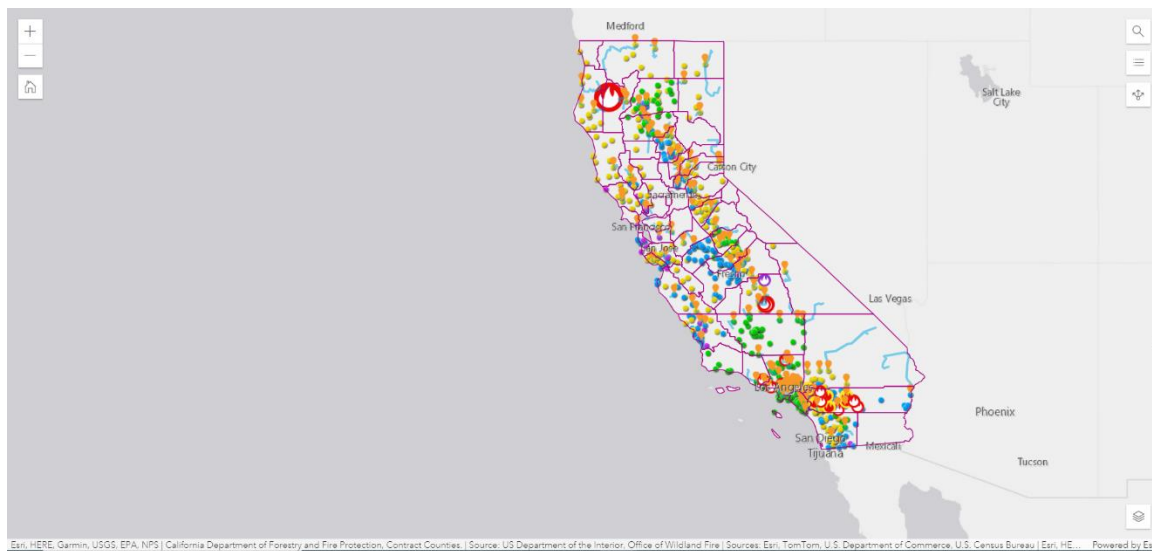 Medford
Salt Lake
City
Carson City
Sacramento
San Francisco
San Jose
Fresno
Las Vegas
Los Angeles
Phoenix
San Diego
Mexicali
Tijuana
Tucson
Esri, HERE, Garmin, USGS, EPA, NPS | California Department of Forestry and Fire Protection, Contract Counties, | Source: US Department of the Interior, Office of Wildland Fire | Sources: Esri, TomTom, U.S. Department of Commerce, U.S. Census Bureau | Esri, HE... Powered by Es